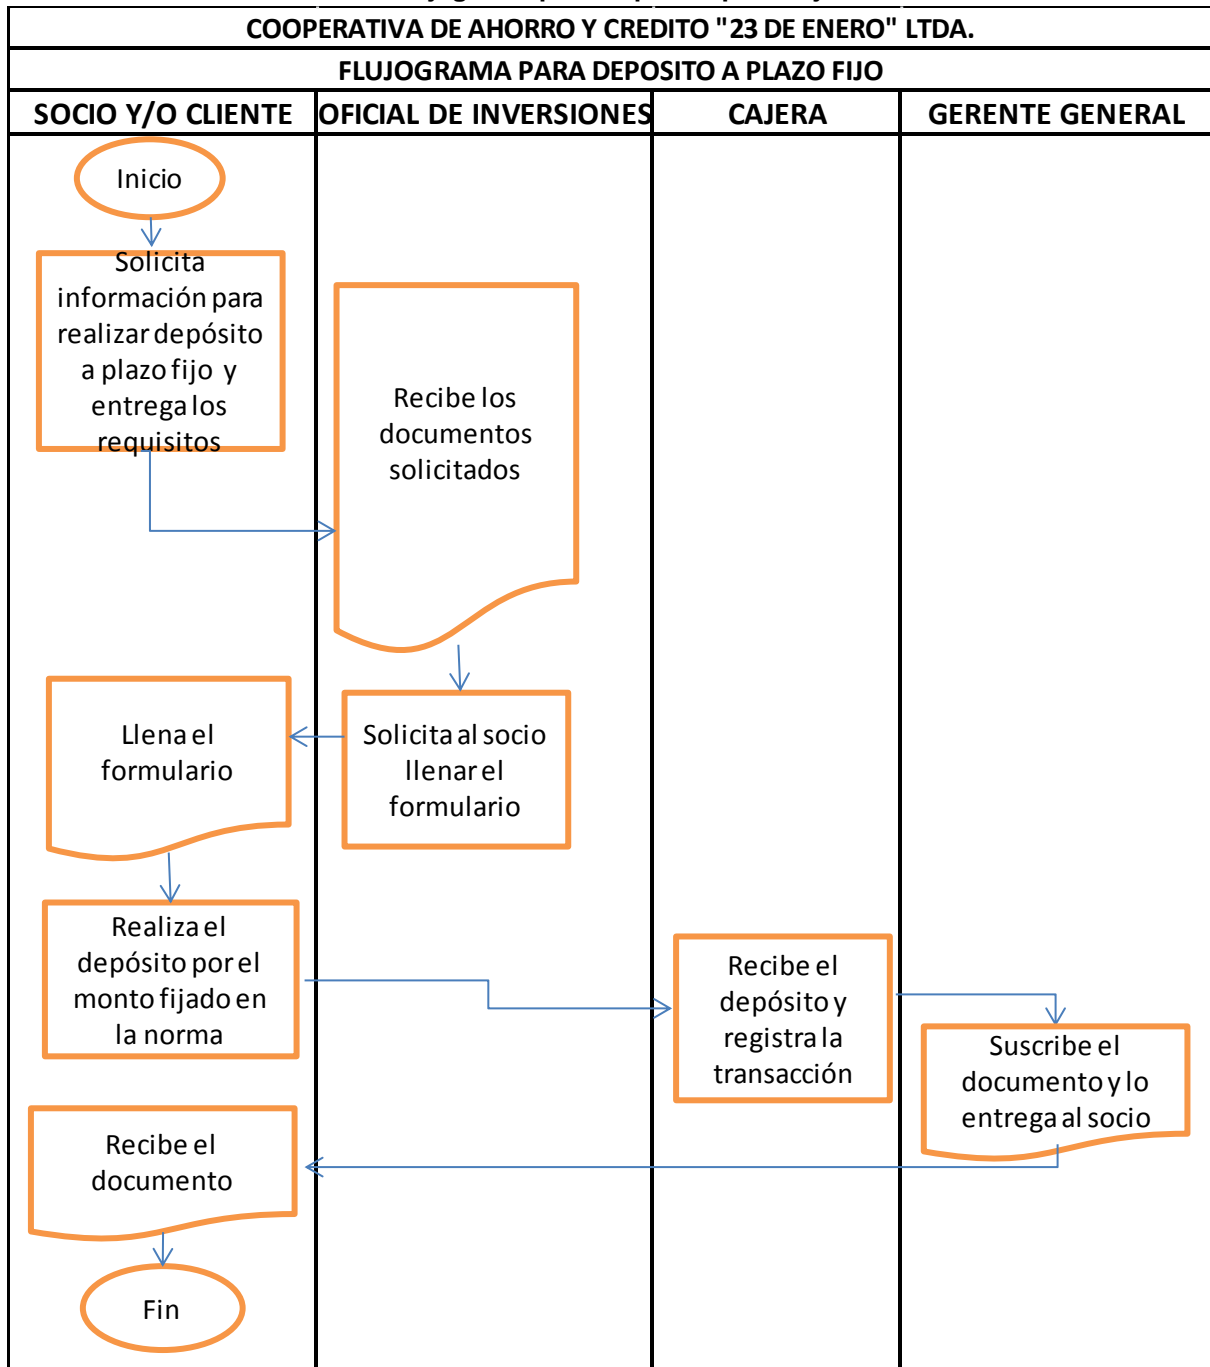 COOPERATIVA DE AHORRO Y CREDITO "23 DE ENERO" LTDA.
FLUJOGRAMA PARA DEPOSITO A PLAZO FIJO
SOCIO Y/O CLIENTE
OFICIAL DE INVERSIONES
CAJERA
GERENTE GENERAL
Inicio
Solicita
información para
realizar depósito
a plazo fijo y
entrega los
requisitos
Recibe los
documentos
solicitados
Solicita al socio
llenar el
formulario
Llena el
formulario
Realiza el
depósito por el
monto fijado en
la norma
Recibe el
depósito y
registra la
transacción
Suscribe el
documento y lo
entrega al socio
Recibe el
documento
Fin